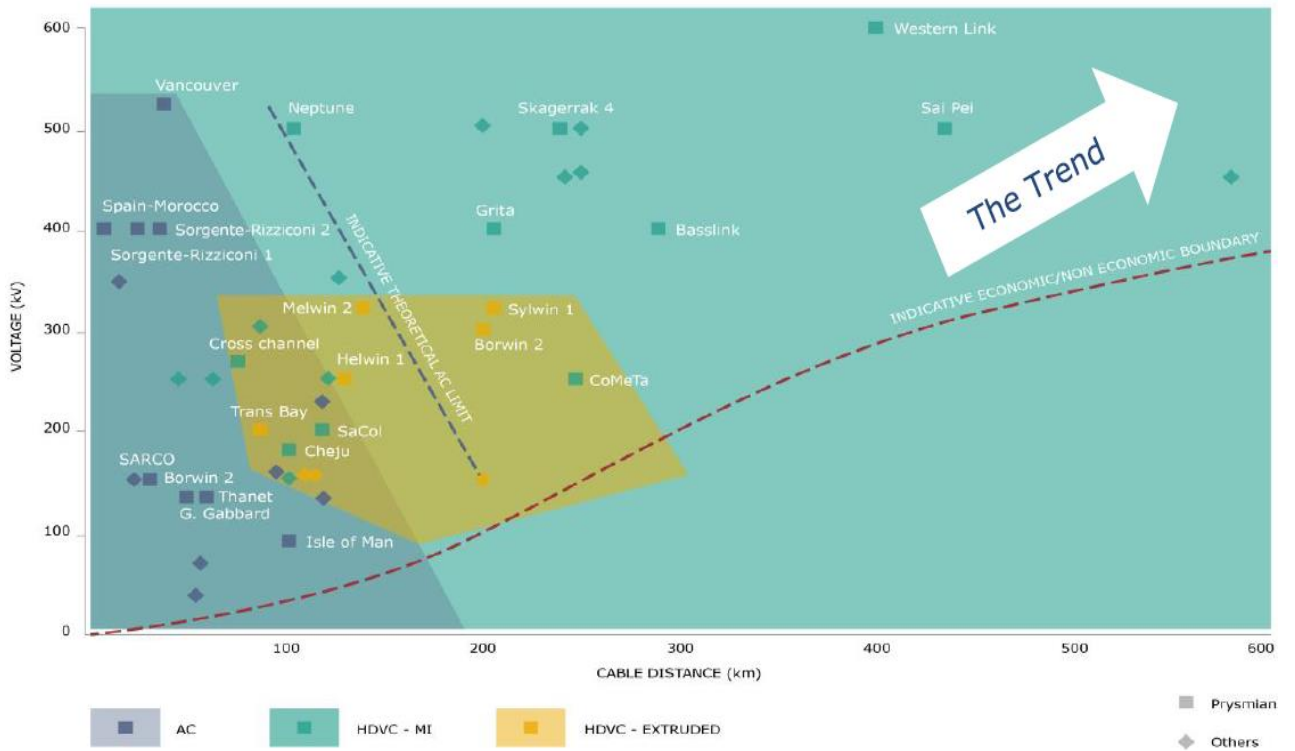 600
Western Link
Vancouver
Neptune
Skagerrak 4
Sai Pei
500
The Trend
Spain-Morocco
Grita
400
Sorgente-Rizziconi 2
Basslink
Sorgente-Rizziconi 1
INDICATIVE THEORETICAL AC LIMIT
INDICATIVE ECONOMIC/NON ECONOMIC BOUNDARY
VOLTAGE (kV)
Melwin 2
Sylwin 1
300
Cross channel
Helwin 1
Borwin 2
CoMeTa
Trans Bay
200
SaCol
Cheju
SARCO
Borwin 2
Thanet
G. Gabbard
100
Isle of Man
0
100
200
300
400
500
600
CABLE DISTANCE (km)
AC
HDVC - MI
HDVC - EXTRUDED
Prysmian
Others